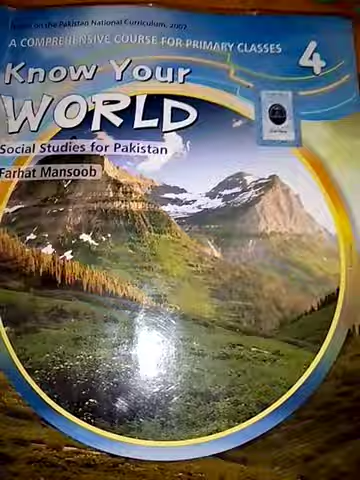 Based on the Pakistan National Curriculum, 2007
A COMPREHENSIVE COURSE FOR PRIMARY CLASSES
4
Know Your
WORLD
Social Studies for Pakistan
Farhat Mansoob